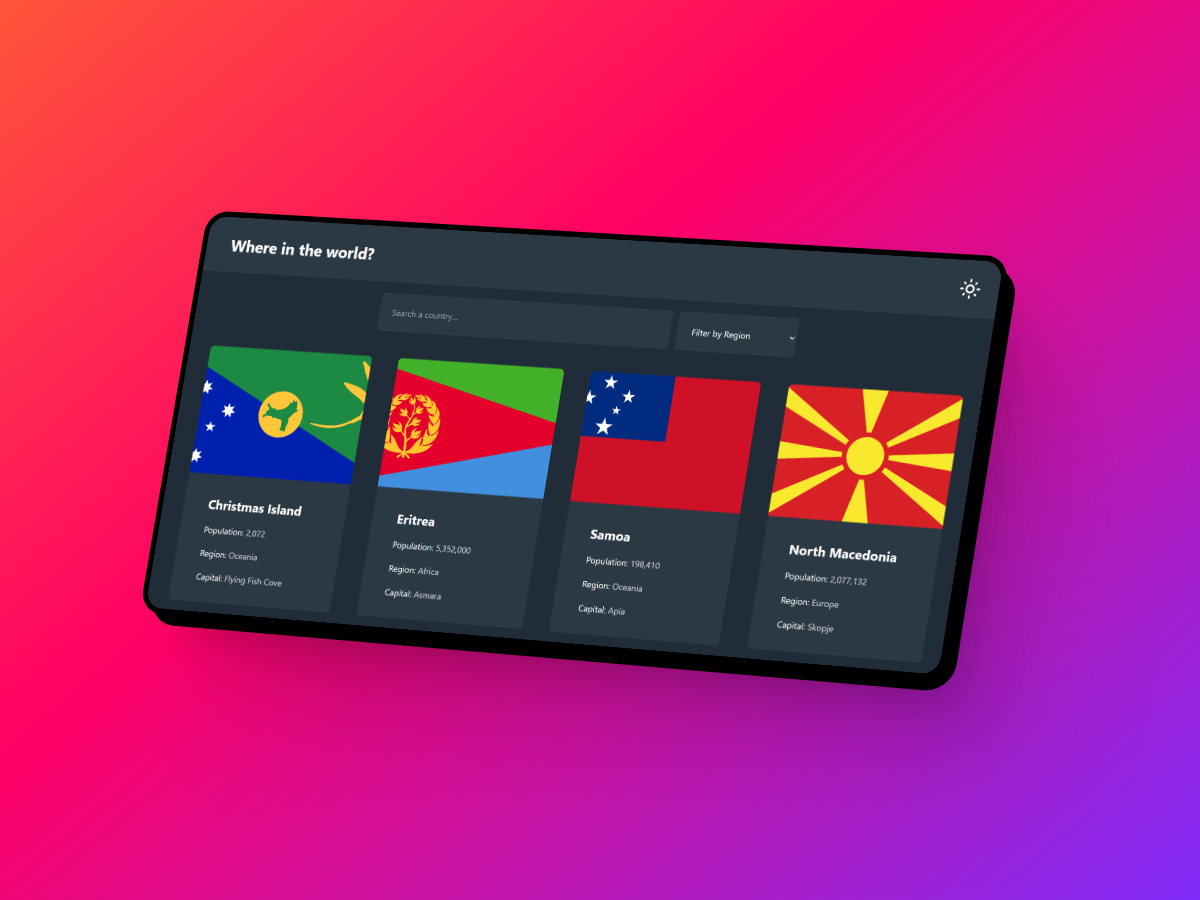 Where in the world?
Search a country...
Filter by Region
Christmas Island
Population: 2,072
Region: Oceania
Capital: Flying Fish Cove
Eritrea
Population: 5,352,000
Region: Africa
Capital: Asmara
Samoa
Population: 198,410
Region: Oceania
Capital: Apia
North Macedonia
Population: 2,077,132
Region: Europe
Capital: Skopje